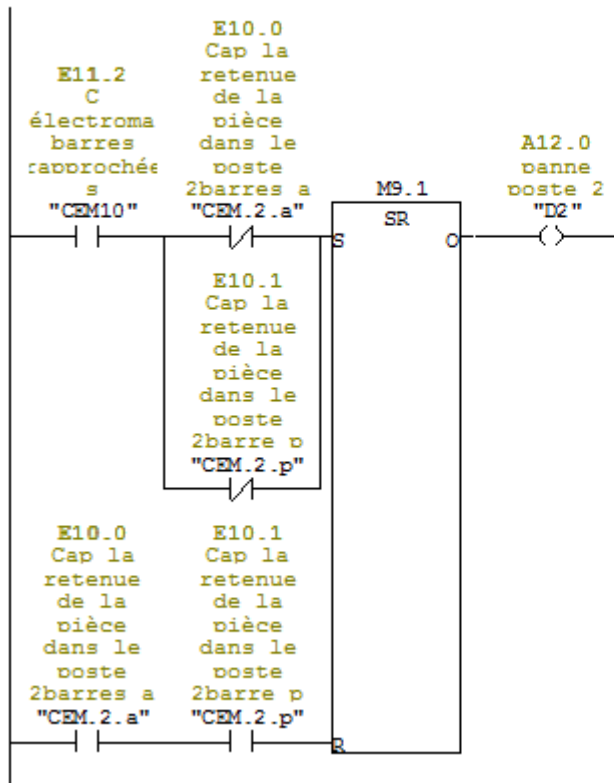 E11.2
C
électroma
barres
rapprochée
s
"CEM10"
E10.0
Cap la
retenue
de la
pièce
dans le
poste
2barres a
"CEM.2.a"
M9.1
SR
S
Q
A12.0
panne
poste 2
"D2"
E10.1
Cap la
retenue
de la
pièce
dans le
poste
2barre p
"CEM.2.p"
E10.0
Cap la
retenue
de la
pièce
dans le
poste
2barres a
"CEM.2.a"
E10.1
Cap la
retenue
de la
pièce
dans le
poste
2barre p
"CEM.2.p"
R